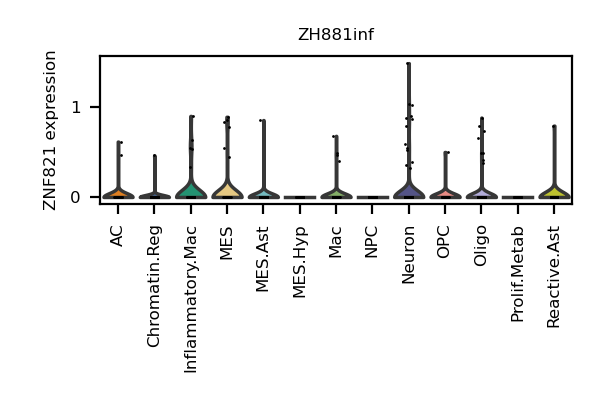 ZH881inf
ZNF821 expression
1
0
AC
Chromatin.Reg
Inflammatory.Mac
MES
MES.Ast
MES.Hyp
Mac
NPC
Neuron
OPC
Oligo
Prolif.Metab
Reactive.Ast